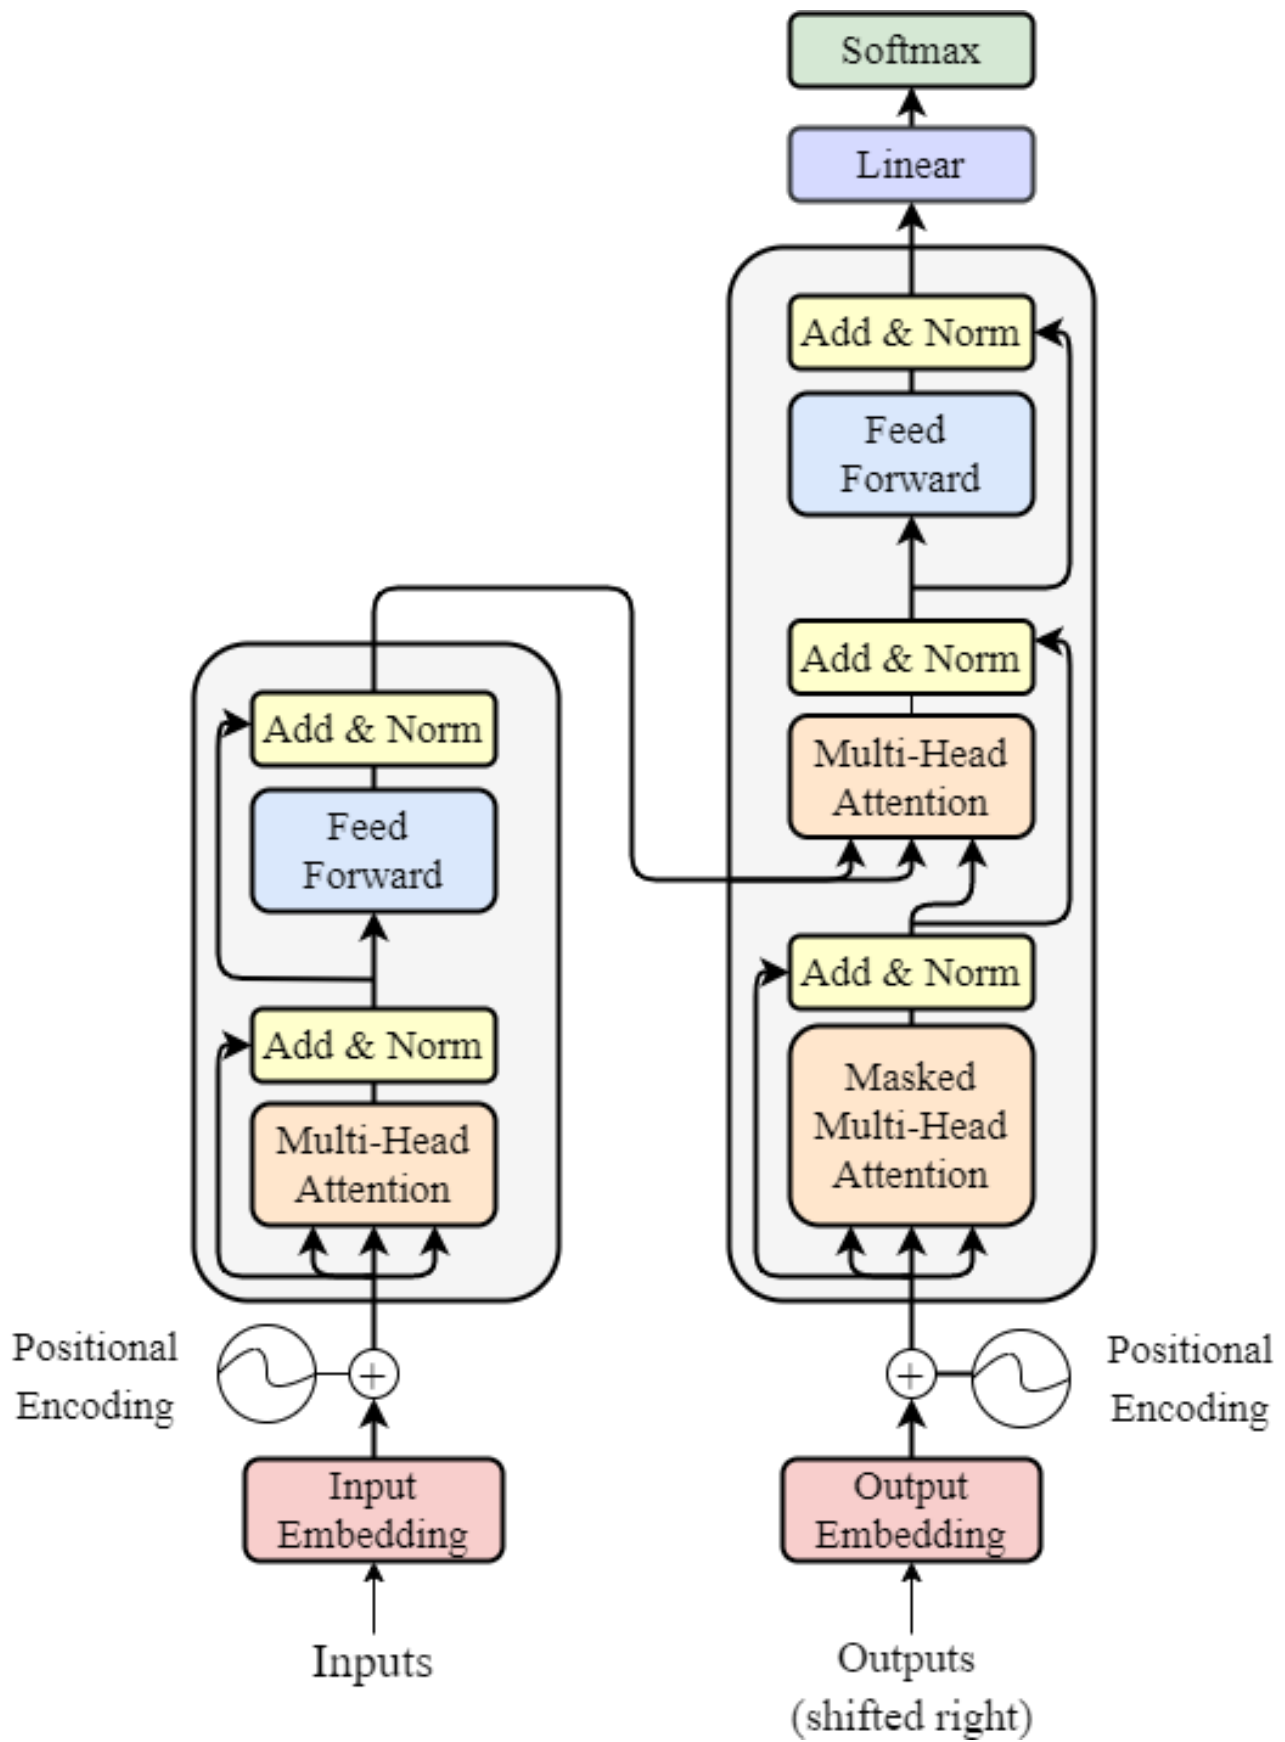 Softmax
Linear
Add & Norm
Feed
Forward
Add & Norm
Multi-Head
Attention
Add & Norm
Masked
Multi-Head
Attention
Add & Norm
Feed
Forward
Add & Norm
Multi-Head
Attention
Positional
Encoding
Positional
Encoding
Input
Embedding
Output
Embedding
Inputs
Outputs
(shifted right)